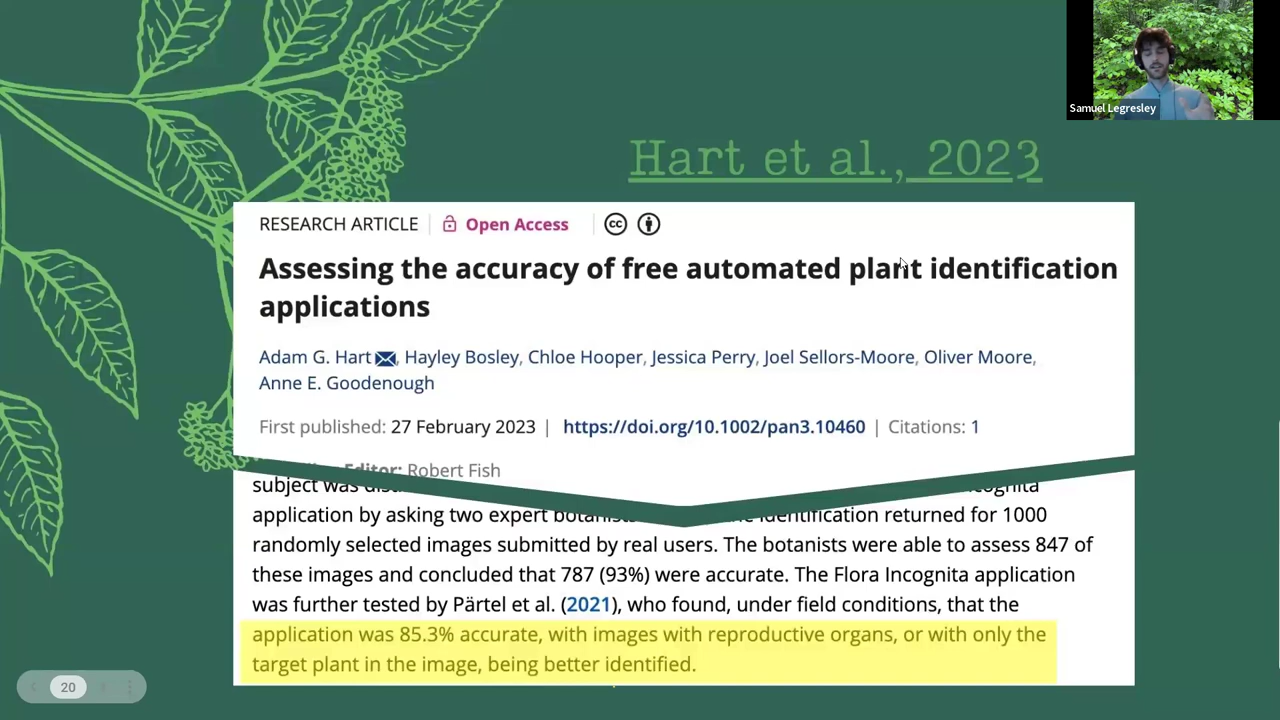 Samuel Legresley
Hart et al., 2023
RESEARCH ARTICLE Open Access
Assessing the accuracy of free automated plant identification
applications
Adam G. Hart, Hayley Bosley, Chloe Hooper, Jessica Perry, Joel Sellors-Moore, Oliver Moore,
Anne E. Goodenough
First published: 27 February 2023 | https://doi.org/10.1002/pan3.10460 | Citations: 1
Editor: Robert Fish
subject was
application by asking two expert identification returned for 1000
randomly selected images submitted by real users. The botanists were able to assess 847 of
these images and concluded that 787 (93%) were accurate. The Flora Incognita application
was further tested by Pärtel et al. (2021), who found, under field conditions, that the
application was 85.3% accurate, with images with reproductive organs, or with only the
target plant in the image, being better identified.
20